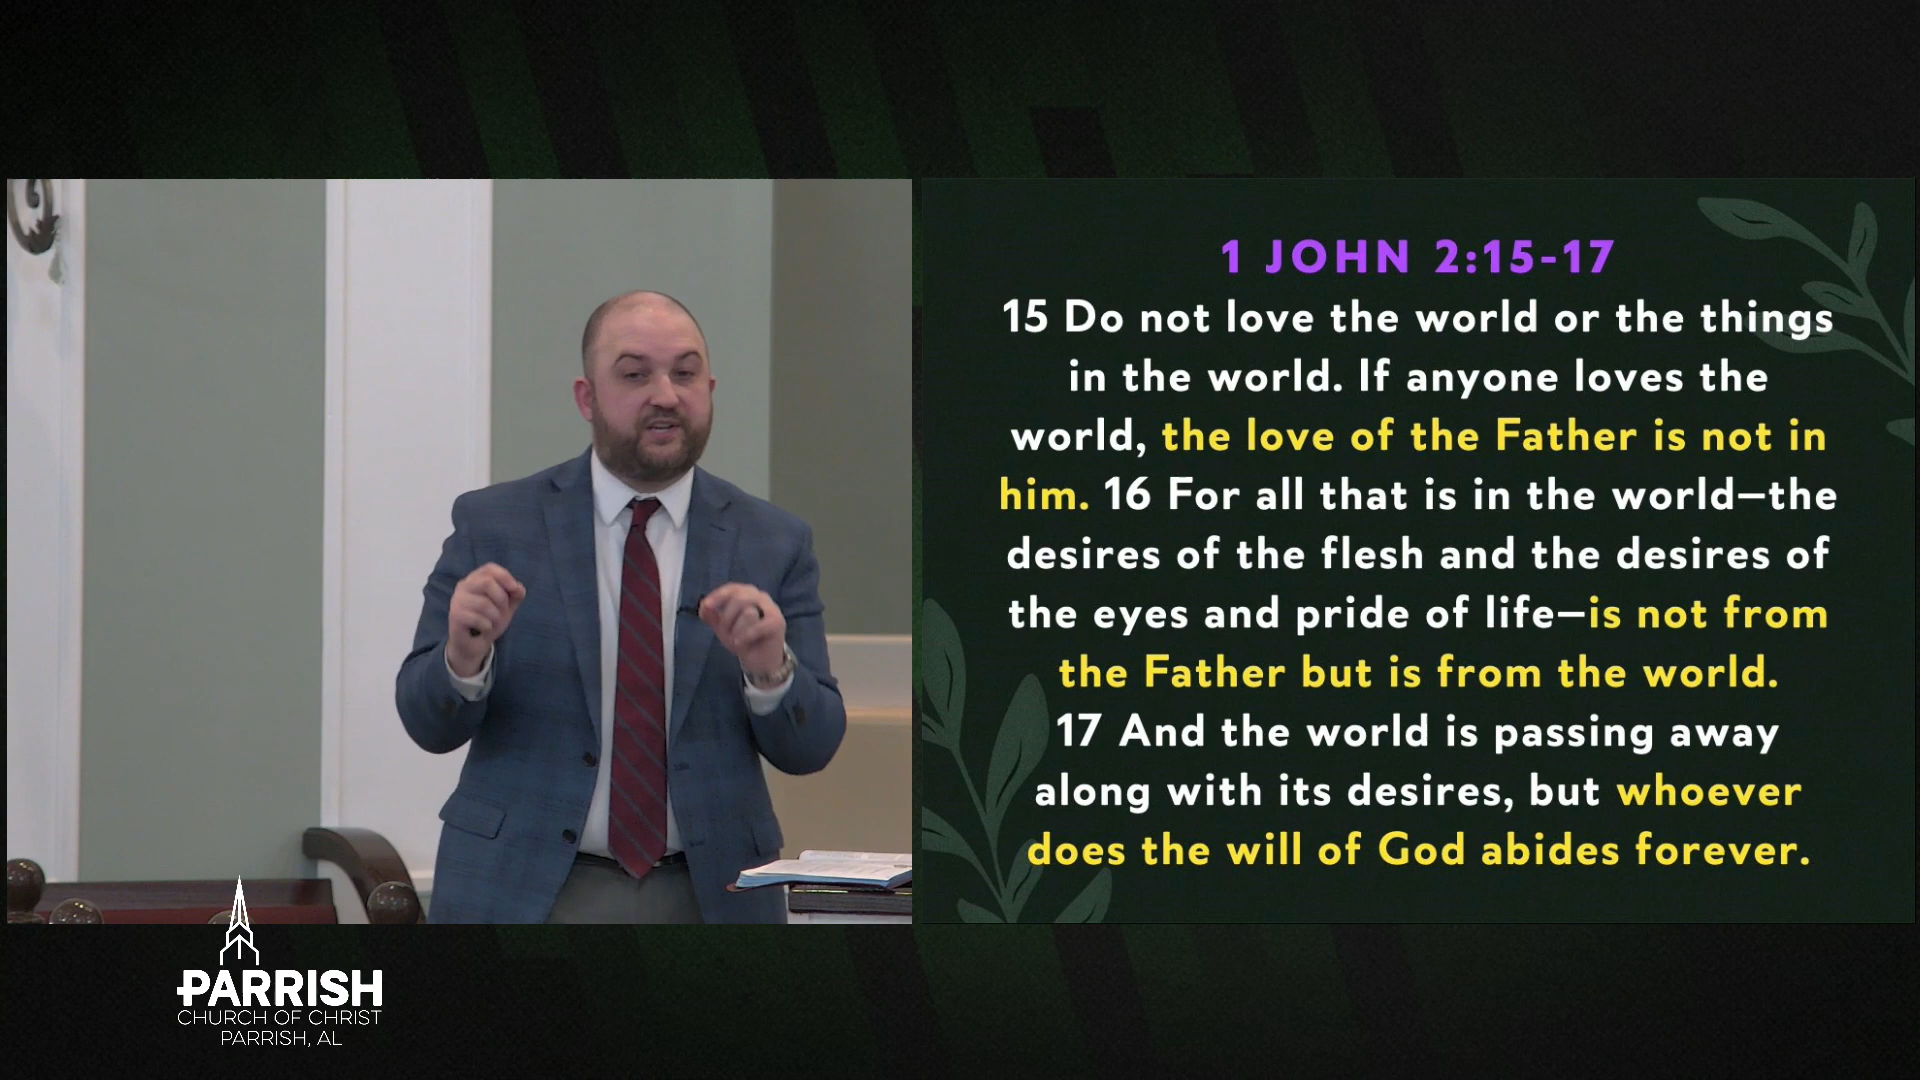 1 JOHN 2:15-17
15 Do not love the world or the things
in the world. If anyone loves the
world, the love of the Father is not in
him. 16 For all that is in the world—the
desires of the flesh and the desires of
the eyes and pride of life—is not from
the Father but is from the world.
17 And the world is passing away
along with its desires, but whoever
does the will of God abides forever.
PARRISH
CHURCH OF CHRIST
PARRISH, AL